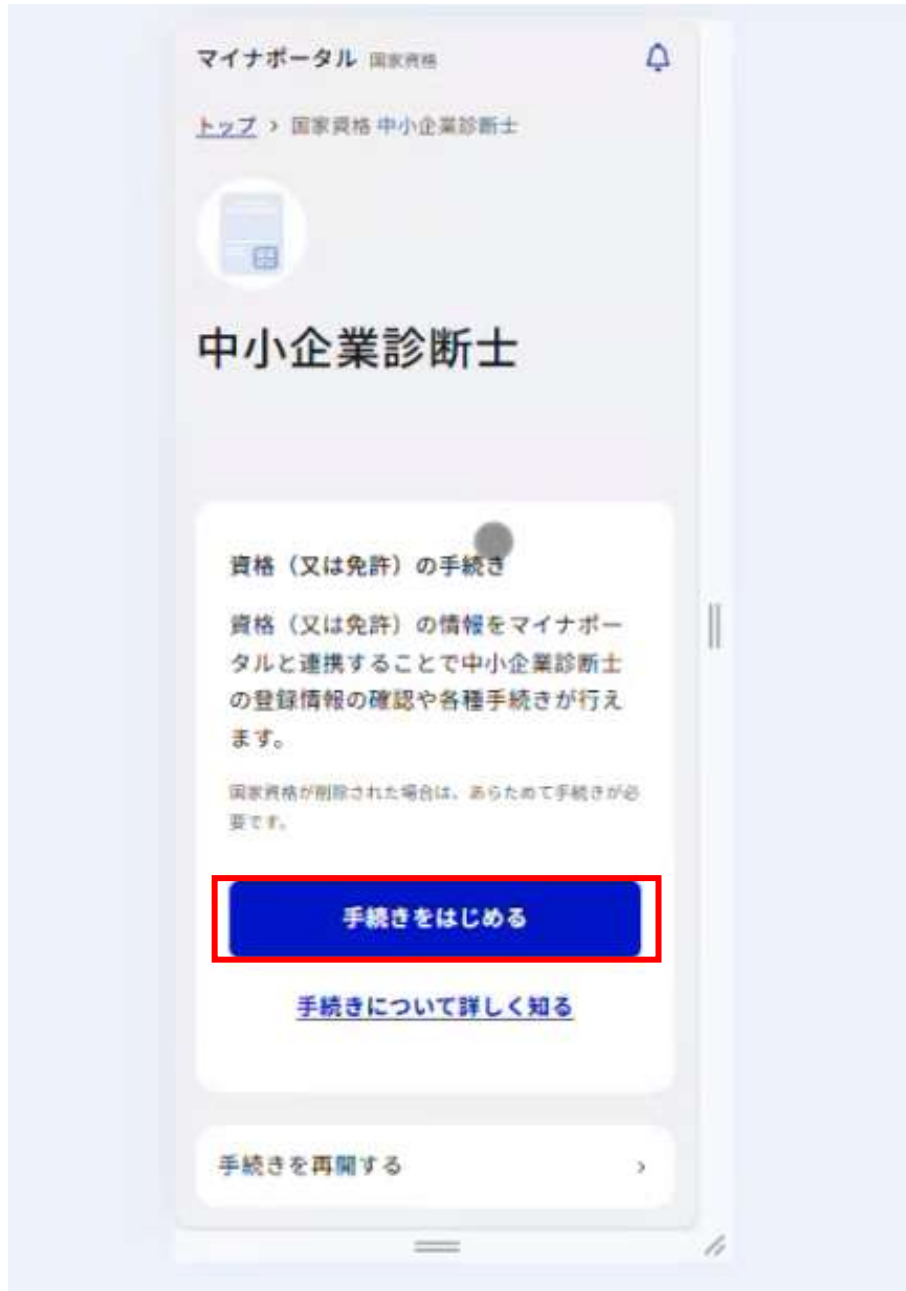 マイナポータル 国家資格
トップ › 国家資格 中小企業診断士
中小企業診断士
資格（又は免許）の手続き
資格（又は免許）の情報をマイナポー
タルと連携することで中小企業診断士
の登録情報の確認や各種手続きが行え
ます。
国家資格が削除された場合は、あらためて手続きが必
要です。
手続きをはじめる
手続きについて詳しく知る
手続きを再開する ›